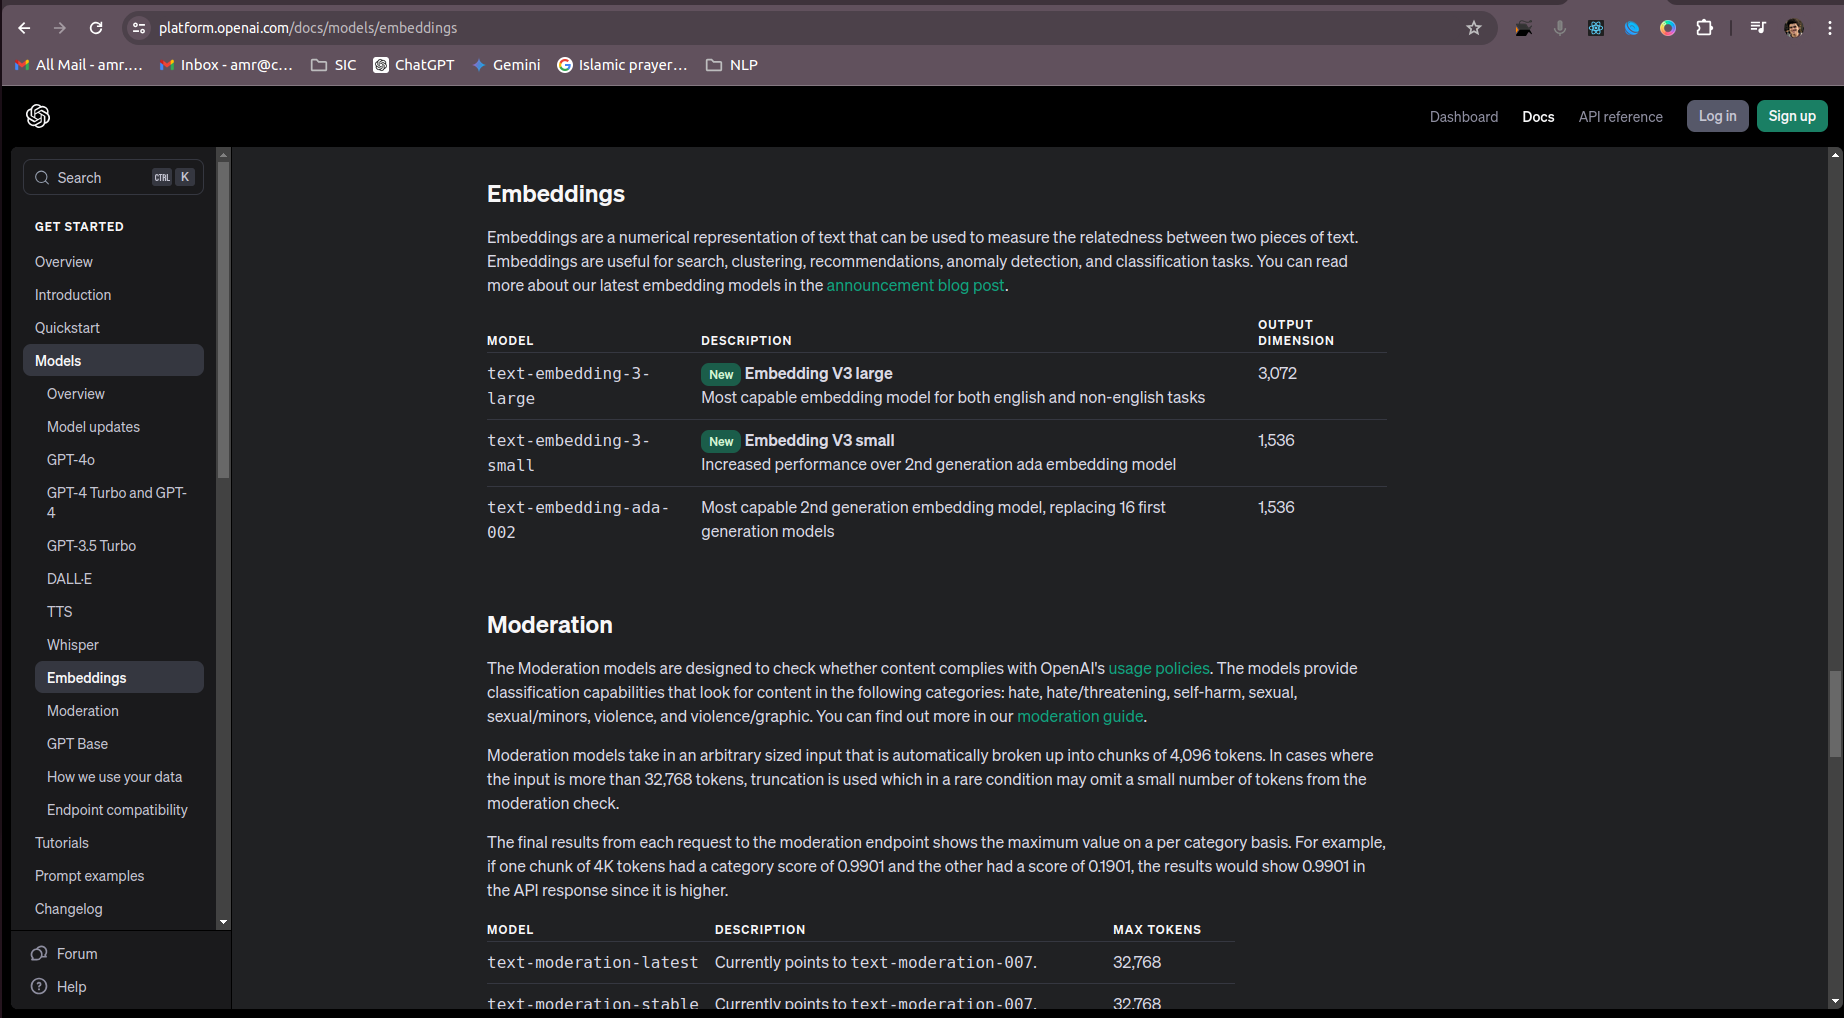 platform.openai.com/docs/models/embeddings
All Mail - amr.... Inbox - amr@c... SIC ChatGPT Gemini Islamic prayer... NLP
Dashboard Docs API reference Log in Sign up
Search CTRL K
GET STARTED
Overview
Introduction
Quickstart
Models
Overview
Model updates
GPT-4o
GPT-4 Turbo and GPT-
4
GPT-3.5 Turbo
DALL·E
TTS
Whisper
Embeddings
Moderation
GPT Base
How we use your data
Endpoint compatibility
Tutorials
Prompt examples
Changelog
Forum
Help
Embeddings
Embeddings are a numerical representation of text that can be used to measure the relatedness between two pieces of text.
Embeddings are useful for search, clustering, recommendations, anomaly detection, and classification tasks. You can read
more about our latest embedding models in the announcement blog post.
MODEL DESCRIPTION OUTPUT
DIMENSION
text-embedding-3- New Embedding V3 large 3,072
large Most capable embedding model for both english and non-english tasks
text-embedding-3- New Embedding V3 small 1,536
small Increased performance over 2nd generation ada embedding model
text-embedding-ada- Most capable 2nd generation embedding model, replacing 16 first 1,536
002 generation models
Moderation
The Moderation models are designed to check whether content complies with OpenAI's usage policies. The models provide
classification capabilities that look for content in the following categories: hate, hate/threatening, self-harm, sexual,
sexual/minors, violence, and violence/graphic. You can find out more in our moderation guide.
Moderation models take in an arbitrary sized input that is automatically broken up into chunks of 4,096 tokens. In cases where
the input is more than 32,768 tokens, truncation is used which in a rare condition may omit a small number of tokens from the
moderation check.
The final results from each request to the moderation endpoint shows the maximum value on a per category basis. For example,
if one chunk of 4K tokens had a category score of 0.9901 and the other had a score of 0.1901, the results would show 0.9901 in
the API response since it is higher.
MODEL DESCRIPTION MAX TOKENS
text-moderation-latest Currently points to text-moderation-007. 32,768
text-moderation-stable Currently points to text-moderation-007. 32,768